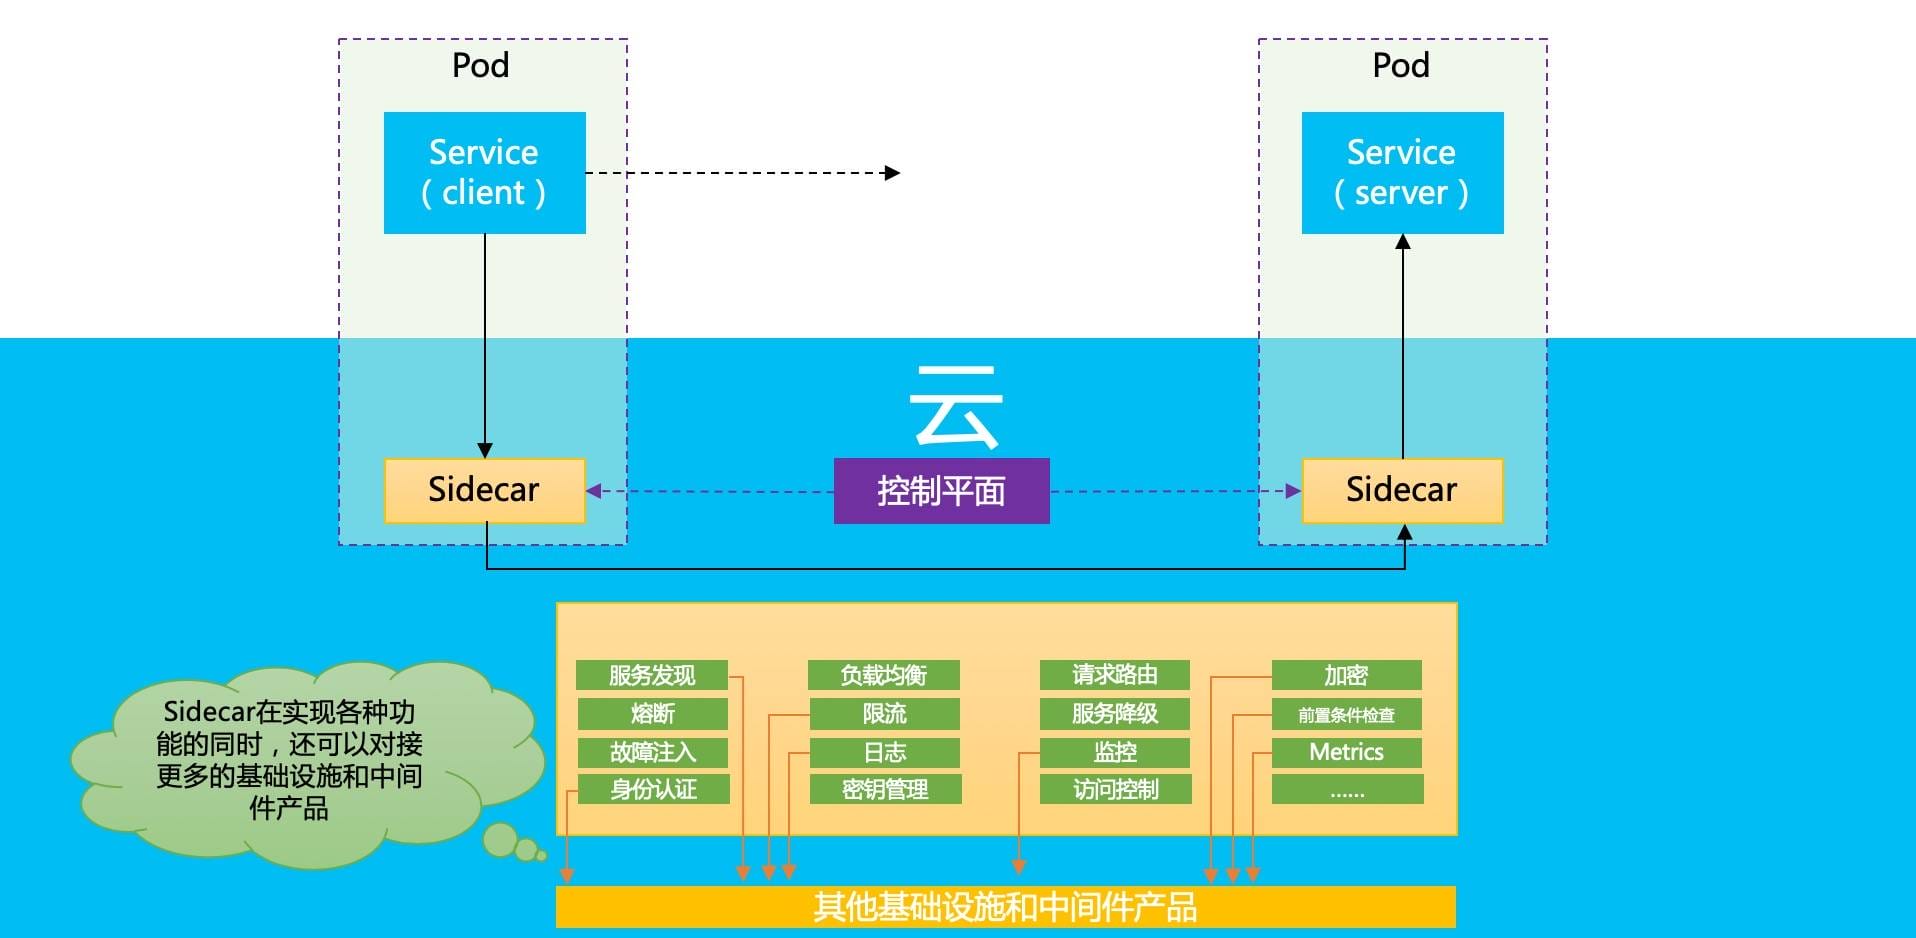 Pod
Pod
Service
（client）
Service
（server）
云
Sidecar
控制平面
Sidecar
服务发现
负载均衡
请求路由
加密
熔断
限流
服务降级
前置条件检查
故障注入
日志
监控
Metrics
身份认证
密钥管理
访问控制
......
Sidecar在实现各种功
能的同时，还可以对接
更多的基础设施和中间
件产品
其他基础设施和中间件产品